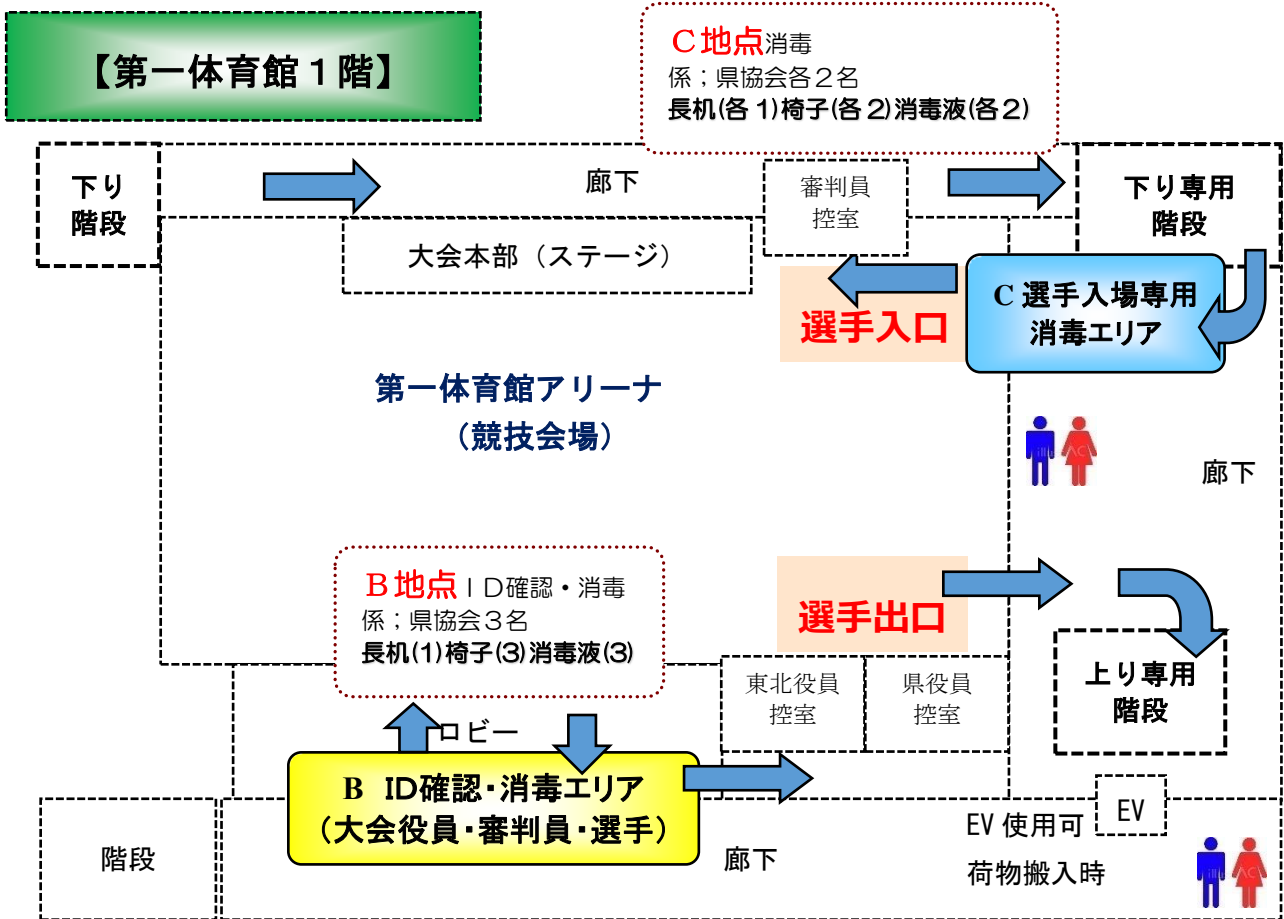 【第一体育館１階】
Ｃ地点消毒
係；県協会各２名
長机(各１)椅子(各２)消毒液(各２)
下り
階段
廊下
審判員
控室
下り専用
階段
大会本部（ステージ）
C 選手入場専用
消毒エリア
選手入口
第一体育館アリーナ
（競技会場）
廊下
Ｂ地点ＩＤ確認・消毒
係；県協会３名
長机(1)椅子(3)消毒液(3)
選手出口
東北役員
控室
県役員
控室
上り専用
階段
ロビー
B ID確認・消毒エリア
（大会役員・審判員・選手）
階段
廊下
EV 使用可
荷物搬入時
EV